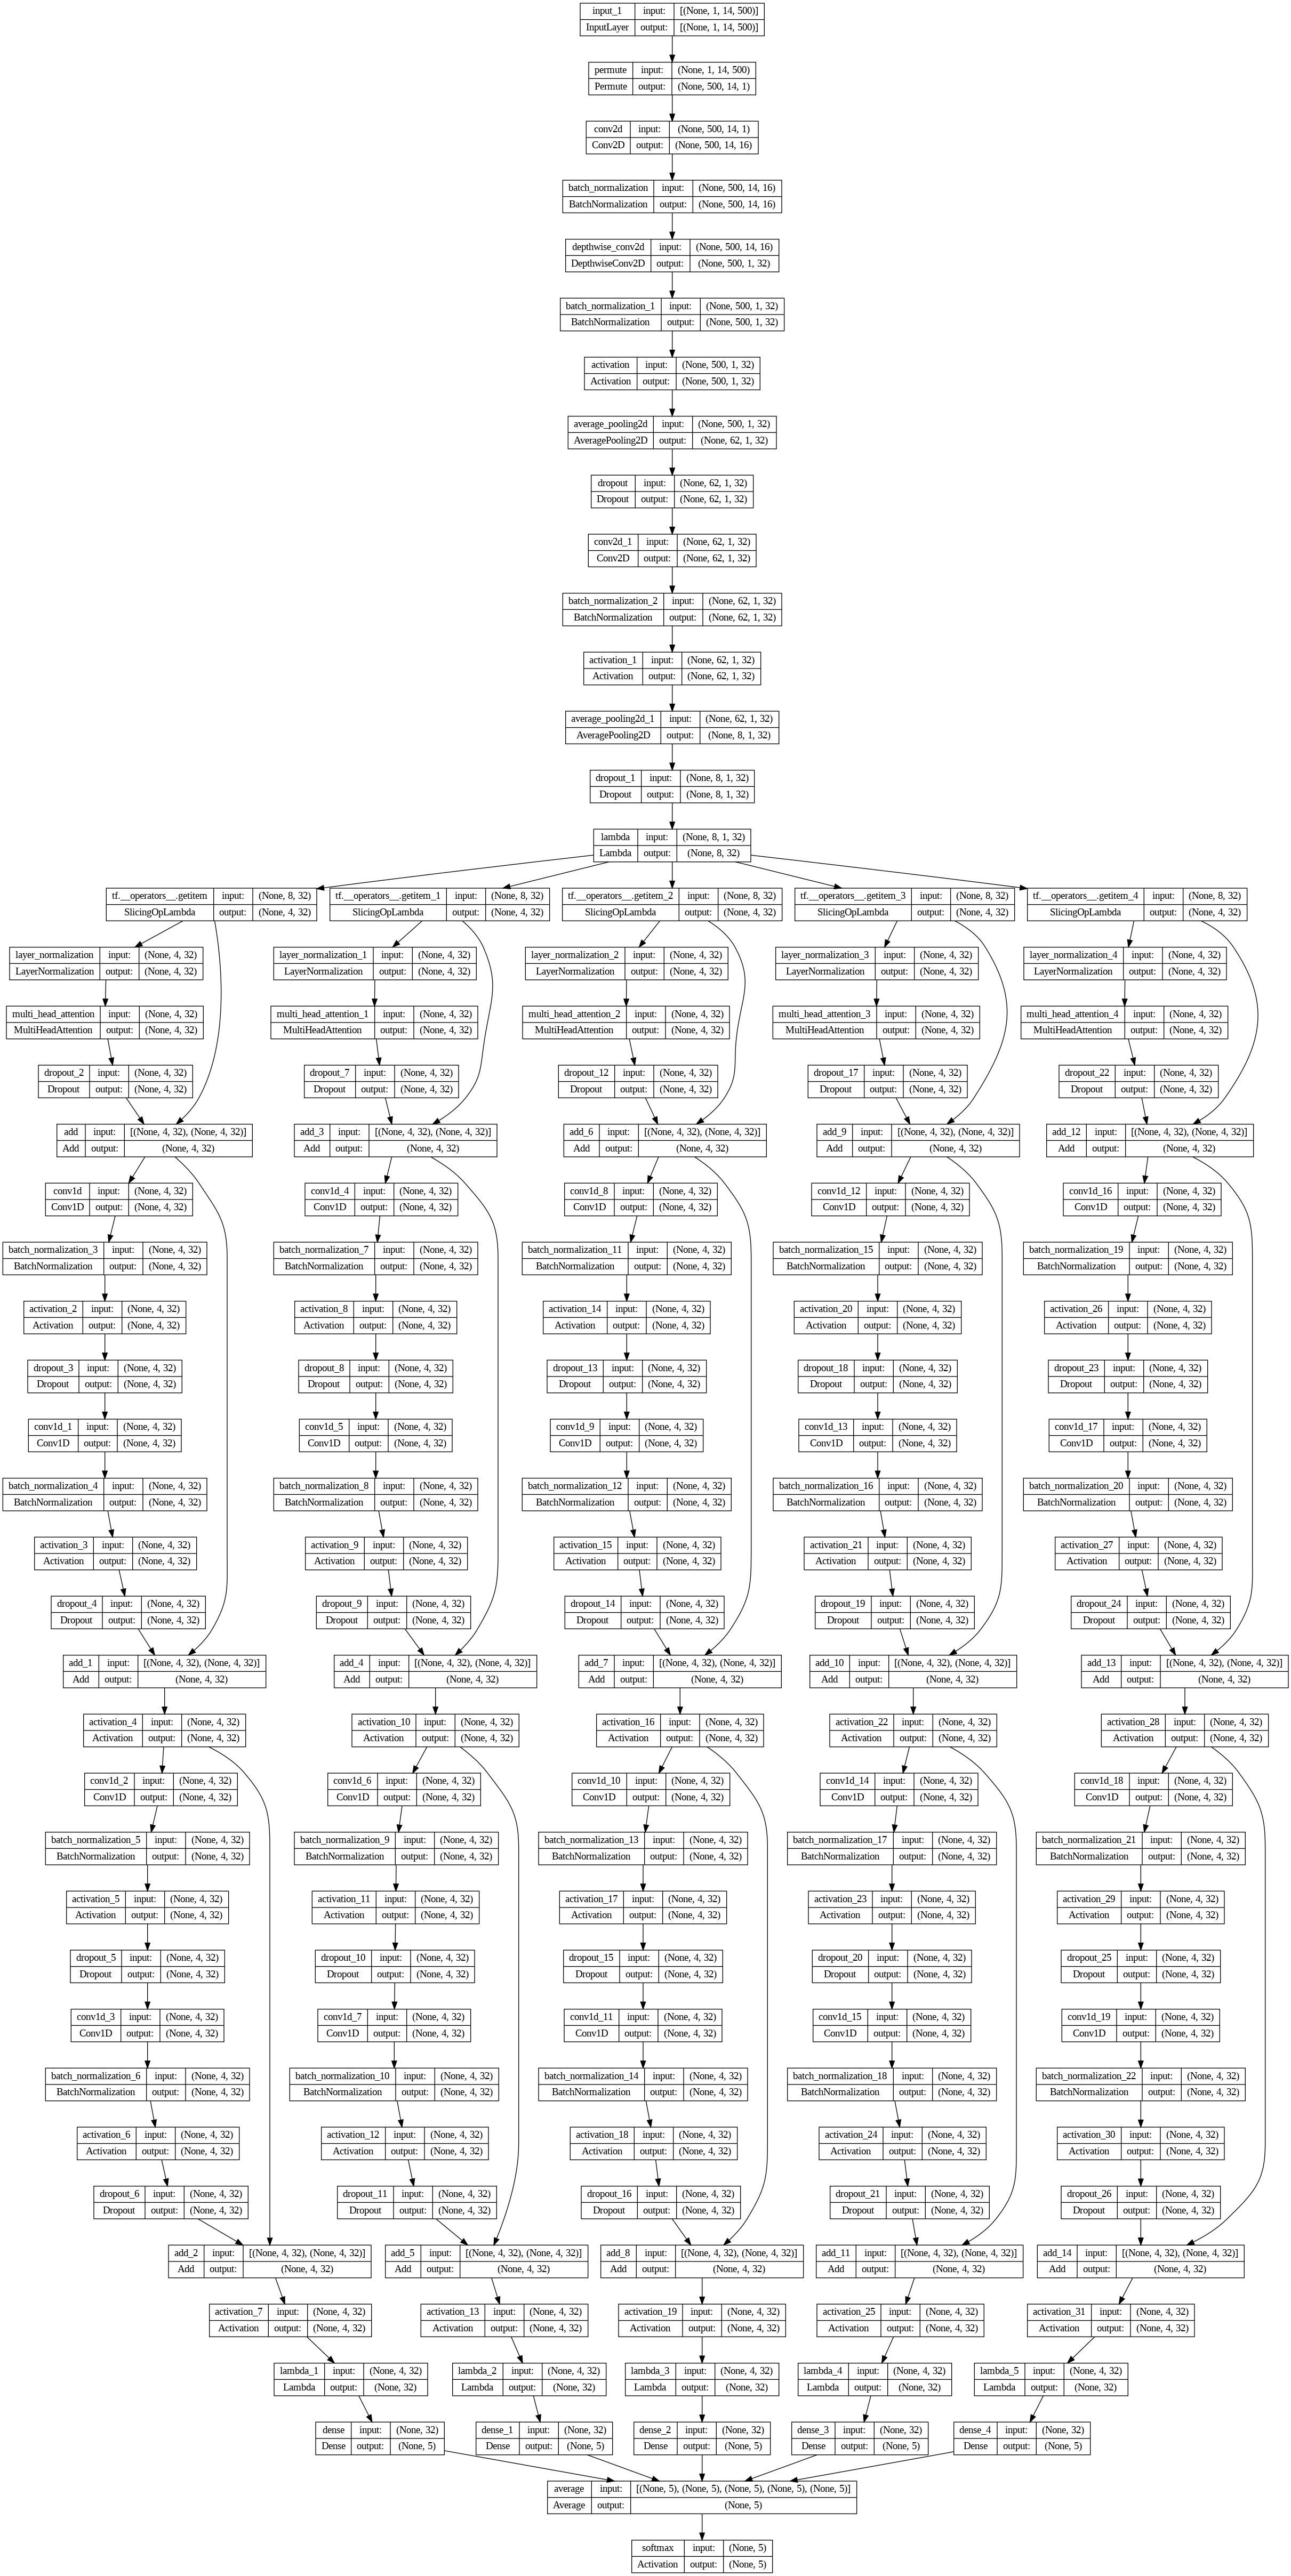 input_1 input: [(None, 1, 14, 500)]
InputLayer output: [(None, 1, 14, 500)]
permute input: (None, 1, 14, 500)
Permute output: (None, 500, 14, 1)
conv2d input: (None, 500, 14, 1)
Conv2D output: (None, 500, 14, 16)
batch_normalization input: (None, 500, 14, 16)
BatchNormalization output: (None, 500, 14, 16)
depthwise_conv2d input: (None, 500, 14, 16)
DepthwiseConv2D output: (None, 500, 1, 32)
batch_normalization_1 input: (None, 500, 1, 32)
BatchNormalization output: (None, 500, 1, 32)
activation input: (None, 500, 1, 32)
Activation output: (None, 500, 1, 32)
average_pooling2d input: (None, 500, 1, 32)
AveragePooling2D output: (None, 62, 1, 32)
dropout input: (None, 62, 1, 32)
Dropout output: (None, 62, 1, 32)
conv2d_1 input: (None, 62, 1, 32)
Conv2D output: (None, 62, 1, 32)
batch_normalization_2 input: (None, 62, 1, 32)
BatchNormalization output: (None, 62, 1, 32)
activation_1 input: (None, 62, 1, 32)
Activation output: (None, 62, 1, 32)
average_pooling2d_1 input: (None, 62, 1, 32)
AveragePooling2D output: (None, 8, 1, 32)
dropout_1 input: (None, 8, 1, 32)
Dropout output: (None, 8, 1, 32)
lambda input: (None, 8, 1, 32)
Lambda output: (None, 8, 32)
tf.__operators__.getitem input: (None, 8, 32) tf.__operators__.getitem_1 input: (None, 8, 32) tf.__operators__.getitem_2 input: (None, 8, 32) tf.__operators__.getitem_3 input: (None, 8, 32) tf.__operators__.getitem_4 input: (None, 8, 32)
SlicingOpLambda output: (None, 4, 32) SlicingOpLambda output: (None, 4, 32) SlicingOpLambda output: (None, 4, 32) SlicingOpLambda output: (None, 4, 32) SlicingOpLambda output: (None, 4, 32)
layer_normalization input: (None, 4, 32) layer_normalization_1 input: (None, 4, 32) layer_normalization_2 input: (None, 4, 32) layer_normalization_3 input: (None, 4, 32) layer_normalization_4 input: (None, 4, 32)
LayerNormalization output: (None, 4, 32) LayerNormalization output: (None, 4, 32) LayerNormalization output: (None, 4, 32) LayerNormalization output: (None, 4, 32) LayerNormalization output: (None, 4, 32)
multi_head_attention input: (None, 4, 32) multi_head_attention_1 input: (None, 4, 32) multi_head_attention_2 input: (None, 4, 32) multi_head_attention_3 input: (None, 4, 32) multi_head_attention_4 input: (None, 4, 32)
MultiHeadAttention output: (None, 4, 32) MultiHeadAttention output: (None, 4, 32) MultiHeadAttention output: (None, 4, 32) MultiHeadAttention output: (None, 4, 32) MultiHeadAttention output: (None, 4, 32)
dropout_2 input: (None, 4, 32) dropout_7 input: (None, 4, 32) dropout_12 input: (None, 4, 32) dropout_17 input: (None, 4, 32) dropout_22 input: (None, 4, 32)
Dropout output: (None, 4, 32) Dropout output: (None, 4, 32) Dropout output: (None, 4, 32) Dropout output: (None, 4, 32) Dropout output: (None, 4, 32)
add input: [(None, 4, 32), (None, 4, 32)] add_3 input: [(None, 4, 32), (None, 4, 32)] add_6 input: [(None, 4, 32), (None, 4, 32)] add_9 input: [(None, 4, 32), (None, 4, 32)] add_12 input: [(None, 4, 32), (None, 4, 32)]
Add output: (None, 4, 32) Add output: (None, 4, 32) Add output: (None, 4, 32) Add output: (None, 4, 32) Add output: (None, 4, 32)
conv1d input: (None, 4, 32) conv1d_4 input: (None, 4, 32) conv1d_8 input: (None, 4, 32) conv1d_12 input: (None, 4, 32) conv1d_16 input: (None, 4, 32)
Conv1D output: (None, 4, 32) Conv1D output: (None, 4, 32) Conv1D output: (None, 4, 32) Conv1D output: (None, 4, 32) Conv1D output: (None, 4, 32)
batch_normalization_3 input: (None, 4, 32) batch_normalization_7 input: (None, 4, 32) batch_normalization_11 input: (None, 4, 32) batch_normalization_15 input: (None, 4, 32) batch_normalization_19 input: (None, 4, 32)
BatchNormalization output: (None, 4, 32) BatchNormalization output: (None, 4, 32) BatchNormalization output: (None, 4, 32) BatchNormalization output: (None, 4, 32) BatchNormalization output: (None, 4, 32)
activation_2 input: (None, 4, 32) activation_8 input: (None, 4, 32) activation_14 input: (None, 4, 32) activation_20 input: (None, 4, 32) activation_26 input: (None, 4, 32)
Activation output: (None, 4, 32) Activation output: (None, 4, 32) Activation output: (None, 4, 32) Activation output: (None, 4, 32) Activation output: (None, 4, 32)
dropout_3 input: (None, 4, 32) dropout_8 input: (None, 4, 32) dropout_13 input: (None, 4, 32) dropout_18 input: (None, 4, 32) dropout_23 input: (None, 4, 32)
Dropout output: (None, 4, 32) Dropout output: (None, 4, 32) Dropout output: (None, 4, 32) Dropout output: (None, 4, 32) Dropout output: (None, 4, 32)
conv1d_1 input: (None, 4, 32) conv1d_5 input: (None, 4, 32) conv1d_9 input: (None, 4, 32) conv1d_13 input: (None, 4, 32) conv1d_17 input: (None, 4, 32)
Conv1D output: (None, 4, 32) Conv1D output: (None, 4, 32) Conv1D output: (None, 4, 32) Conv1D output: (None, 4, 32) Conv1D output: (None, 4, 32)
batch_normalization_4 input: (None, 4, 32) batch_normalization_8 input: (None, 4, 32) batch_normalization_12 input: (None, 4, 32) batch_normalization_16 input: (None, 4, 32) batch_normalization_20 input: (None, 4, 32)
BatchNormalization output: (None, 4, 32) BatchNormalization output: (None, 4, 32) BatchNormalization output: (None, 4, 32) BatchNormalization output: (None, 4, 32) BatchNormalization output: (None, 4, 32)
activation_3 input: (None, 4, 32) activation_9 input: (None, 4, 32) activation_15 input: (None, 4, 32) activation_21 input: (None, 4, 32) activation_27 input: (None, 4, 32)
Activation output: (None, 4, 32) Activation output: (None, 4, 32) Activation output: (None, 4, 32) Activation output: (None, 4, 32) Activation output: (None, 4, 32)
dropout_4 input: (None, 4, 32) dropout_9 input: (None, 4, 32) dropout_14 input: (None, 4, 32) dropout_19 input: (None, 4, 32) dropout_24 input: (None, 4, 32)
Dropout output: (None, 4, 32) Dropout output: (None, 4, 32) Dropout output: (None, 4, 32) Dropout output: (None, 4, 32) Dropout output: (None, 4, 32)
add_1 input: [(None, 4, 32), (None, 4, 32)] add_4 input: [(None, 4, 32), (None, 4, 32)] add_7 input: [(None, 4, 32), (None, 4, 32)] add_10 input: [(None, 4, 32), (None, 4, 32)] add_13 input: [(None, 4, 32), (None, 4, 32)]
Add output: (None, 4, 32) Add output: (None, 4, 32) Add output: (None, 4, 32) Add output: (None, 4, 32) Add output: (None, 4, 32)
activation_4 input: (None, 4, 32) activation_10 input: (None, 4, 32) activation_16 input: (None, 4, 32) activation_22 input: (None, 4, 32) activation_28 input: (None, 4, 32)
Activation output: (None, 4, 32) Activation output: (None, 4, 32) Activation output: (None, 4, 32) Activation output: (None, 4, 32) Activation output: (None, 4, 32)
conv1d_2 input: (None, 4, 32) conv1d_6 input: (None, 4, 32) conv1d_10 input: (None, 4, 32) conv1d_14 input: (None, 4, 32) conv1d_18 input: (None, 4, 32)
Conv1D output: (None, 4, 32) Conv1D output: (None, 4, 32) Conv1D output: (None, 4, 32) Conv1D output: (None, 4, 32) Conv1D output: (None, 4, 32)
batch_normalization_5 input: (None, 4, 32) batch_normalization_9 input: (None, 4, 32) batch_normalization_13 input: (None, 4, 32) batch_normalization_17 input: (None, 4, 32) batch_normalization_21 input: (None, 4, 32)
BatchNormalization output: (None, 4, 32) BatchNormalization output: (None, 4, 32) BatchNormalization output: (None, 4, 32) BatchNormalization output: (None, 4, 32) BatchNormalization output: (None, 4, 32)
activation_5 input: (None, 4, 32) activation_11 input: (None, 4, 32) activation_17 input: (None, 4, 32) activation_23 input: (None, 4, 32) activation_29 input: (None, 4, 32)
Activation output: (None, 4, 32) Activation output: (None, 4, 32) Activation output: (None, 4, 32) Activation output: (None, 4, 32) Activation output: (None, 4, 32)
dropout_5 input: (None, 4, 32) dropout_10 input: (None, 4, 32) dropout_15 input: (None, 4, 32) dropout_20 input: (None, 4, 32) dropout_25 input: (None, 4, 32)
Dropout output: (None, 4, 32) Dropout output: (None, 4, 32) Dropout output: (None, 4, 32) Dropout output: (None, 4, 32) Dropout output: (None, 4, 32)
conv1d_3 input: (None, 4, 32) conv1d_7 input: (None, 4, 32) conv1d_11 input: (None, 4, 32) conv1d_15 input: (None, 4, 32) conv1d_19 input: (None, 4, 32)
Conv1D output: (None, 4, 32) Conv1D output: (None, 4, 32) Conv1D output: (None, 4, 32) Conv1D output: (None, 4, 32) Conv1D output: (None, 4, 32)
batch_normalization_6 input: (None, 4, 32) batch_normalization_10 input: (None, 4, 32) batch_normalization_14 input: (None, 4, 32) batch_normalization_18 input: (None, 4, 32) batch_normalization_22 input: (None, 4, 32)
BatchNormalization output: (None, 4, 32) BatchNormalization output: (None, 4, 32) BatchNormalization output: (None, 4, 32) BatchNormalization output: (None, 4, 32) BatchNormalization output: (None, 4, 32)
activation_6 input: (None, 4, 32) activation_12 input: (None, 4, 32) activation_18 input: (None, 4, 32) activation_24 input: (None, 4, 32) activation_30 input: (None, 4, 32)
Activation output: (None, 4, 32) Activation output: (None, 4, 32) Activation output: (None, 4, 32) Activation output: (None, 4, 32) Activation output: (None, 4, 32)
dropout_6 input: (None, 4, 32) dropout_11 input: (None, 4, 32) dropout_16 input: (None, 4, 32) dropout_21 input: (None, 4, 32) dropout_26 input: (None, 4, 32)
Dropout output: (None, 4, 32) Dropout output: (None, 4, 32) Dropout output: (None, 4, 32) Dropout output: (None, 4, 32) Dropout output: (None, 4, 32)
add_2 input: [(None, 4, 32), (None, 4, 32)] add_5 input: [(None, 4, 32), (None, 4, 32)] add_8 input: [(None, 4, 32), (None, 4, 32)] add_11 input: [(None, 4, 32), (None, 4, 32)] add_14 input: [(None, 4, 32), (None, 4, 32)]
Add output: (None, 4, 32) Add output: (None, 4, 32) Add output: (None, 4, 32) Add output: (None, 4, 32) Add output: (None, 4, 32)
activation_7 input: (None, 4, 32) activation_13 input: (None, 4, 32) activation_19 input: (None, 4, 32) activation_25 input: (None, 4, 32) activation_31 input: (None, 4, 32)
Activation output: (None, 4, 32) Activation output: (None, 4, 32) Activation output: (None, 4, 32) Activation output: (None, 4, 32) Activation output: (None, 4, 32)
lambda_1 input: (None, 4, 32) lambda_2 input: (None, 4, 32) lambda_3 input: (None, 4, 32) lambda_4 input: (None, 4, 32) lambda_5 input: (None, 4, 32)
Lambda output: (None, 32) Lambda output: (None, 32) Lambda output: (None, 32) Lambda output: (None, 32) Lambda output: (None, 32)
dense input: (None, 32) dense_1 input: (None, 32) dense_2 input: (None, 32) dense_3 input: (None, 32) dense_4 input: (None, 32)
Dense output: (None, 5) Dense output: (None, 5) Dense output: (None, 5) Dense output: (None, 5) Dense output: (None, 5)
average input: [(None, 5), (None, 5), (None, 5), (None, 5), (None, 5)]
Average output: (None, 5)
softmax input: (None, 5)
Activation output: (None, 5)